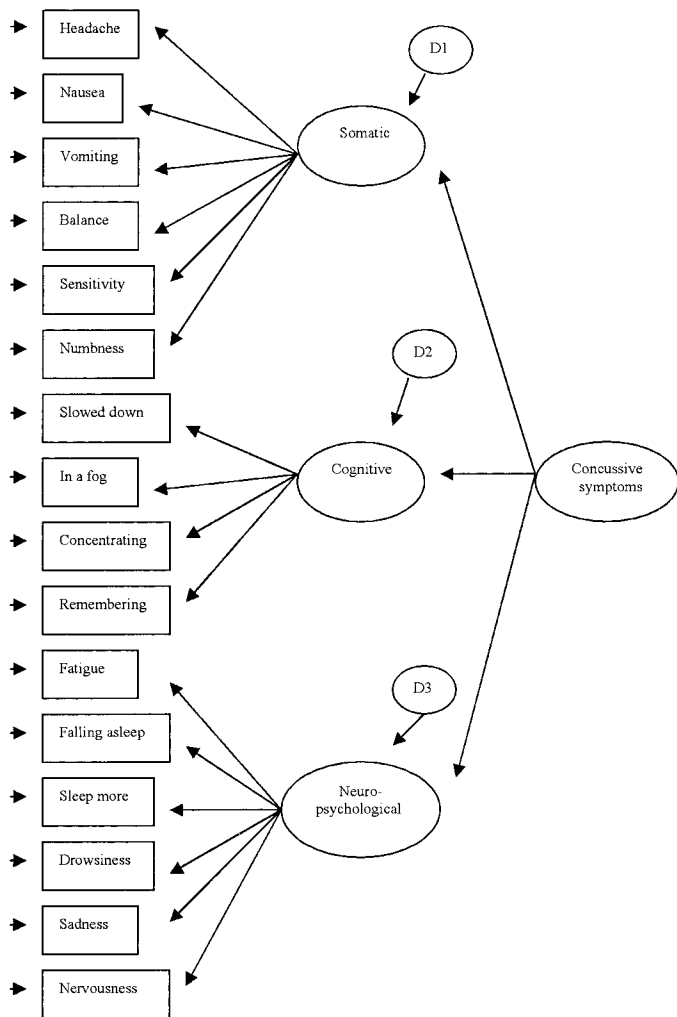 Headache
D1
Nausea
Somatic
Vomiting
Balance
Sensitivity
Numbness
D2
Slowed down
In a fog
Cognitive
Concussive
symptoms
Concentrating
Remembering
Fatigue
D3
Falling asleep
Sleep more
Neuro-
psychological
Drowsiness
Sadness
Nervousness